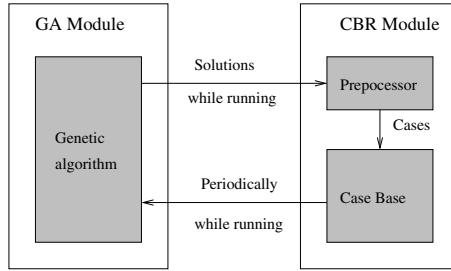 GA Module
CBR Module
Solutions
while running
Prepocessor
Genetic
algorithm
Cases
Periodically
while running
Case Base